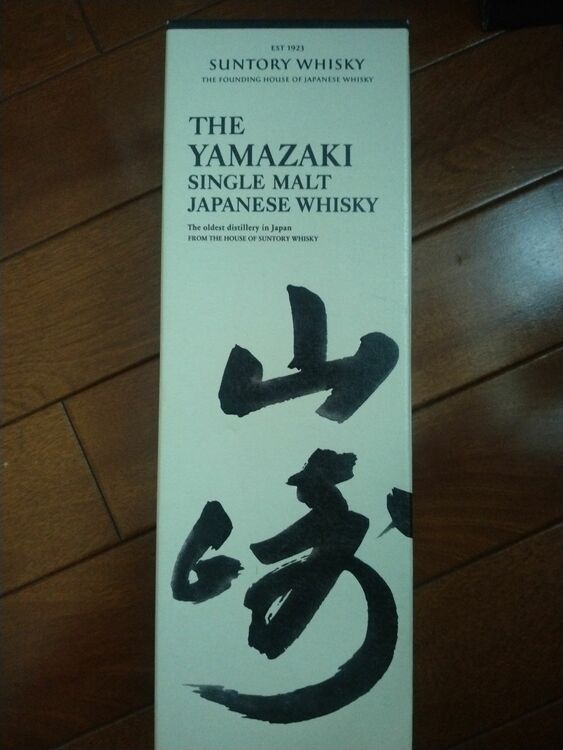 EST 1923
SUNTORY WHISKY
THE FOUNDING HOUSE OF JAPANESE WHISKY
THE
YAMAZAKI
SINGLE MALT
JAPANESE WHISKY
The oldest distillery in Japan
FROM THE HOUSE OF SUNTORY WHISKY
山
崎